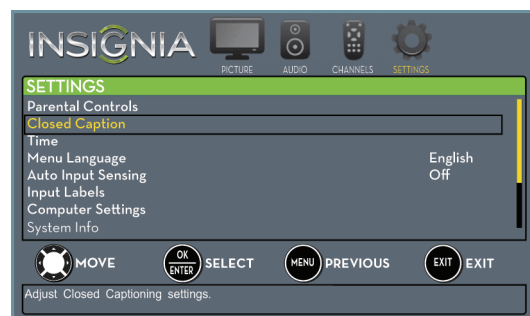 INSIGNIA
PICTURE AUDIO CHANNELS SETTINGS
SETTINGS
Parental Controls
Closed Caption
Time
Menu Language English
Auto Input Sensing Off
Input Labels
Computer Settings
System Info
MOVE OK ENTER SELECT MENU PREVIOUS EXIT EXIT
Adjust Closed Captioning settings.